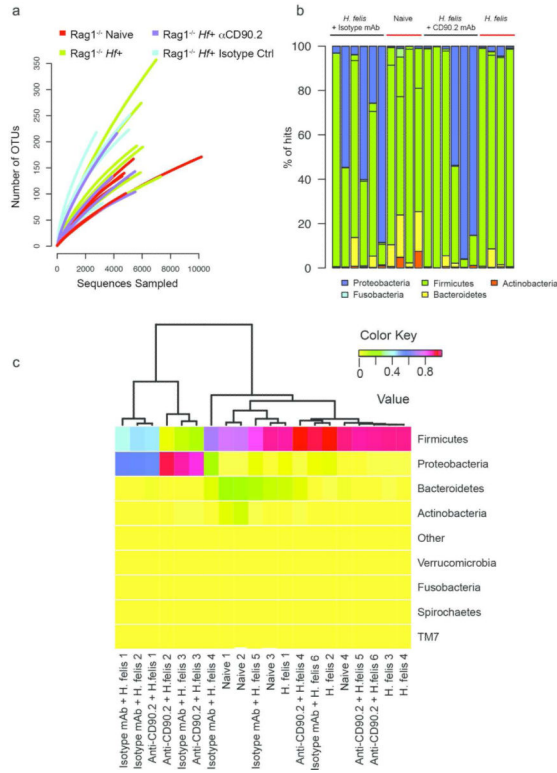 a
Rag1-/- Naive
Rag1-/- Hf+ αCD90.2
Rag1-/- Hf+
Rag1-/- Hf+ Isotype Ctrl
350
300
250
200
150
100
50
0
Number of OTUs
0 2000 4000 6000 8000 10000
Sequences Sampled
b
H. felis
+ Isotype mAb
Naive
H. felis
+ CD90.2 mAb
H. felis
100
80
60
40
20
0
% of hits
Proteobacteria
Firmicutes
Actinobacteria
Fusobacteria
Bacteroidetes
c
Color Key
0 0.4 0.8
Value
Firmicutes
Proteobacteria
Bacteroidetes
Actinobacteria
Other
Verrucomicrobia
Fusobacteria
Spirochaetes
TM7
Isotype mAb + H. felis 1
Isotype mAb + H. felis 2
Anti-CD90.2 + H.felis 1
Anti-CD90.2 + H.felis 2
Isotype mAb + H. felis 3
Anti-CD90.2 + H.felis 3
Isotype mAb + H. felis 4
Naive 1
Naive 2
Isotype mAb + H. felis 5
Naive 3
H. felis 1
Anti-CD90.2 + H.felis 4
Isotype mAb + H. felis 6
H. felis 2
Naive 4
Anti-CD90.2 + H.felis 5
Anti-CD90.2 + H.felis 6
H. felis 3
H. felis 4